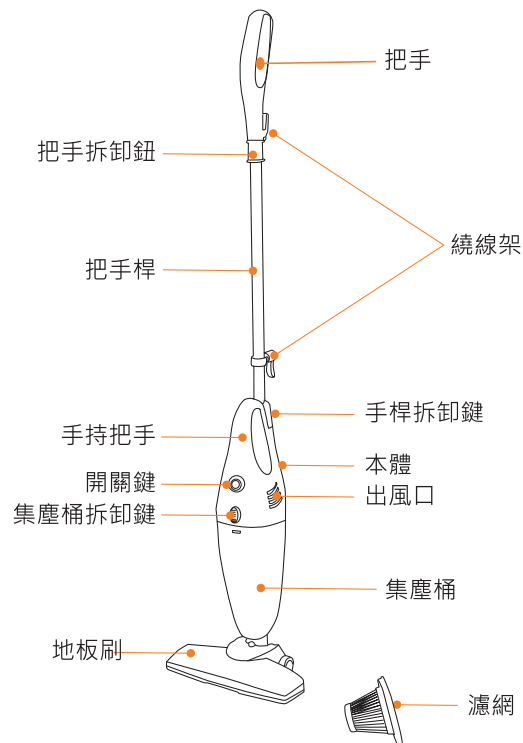 把手
把手拆卸鈕
繞線架
把手桿
手桿拆卸鍵
手持把手
本體
開關鍵
出風口
集塵桶拆卸鍵
集塵桶
地板刷
濾網